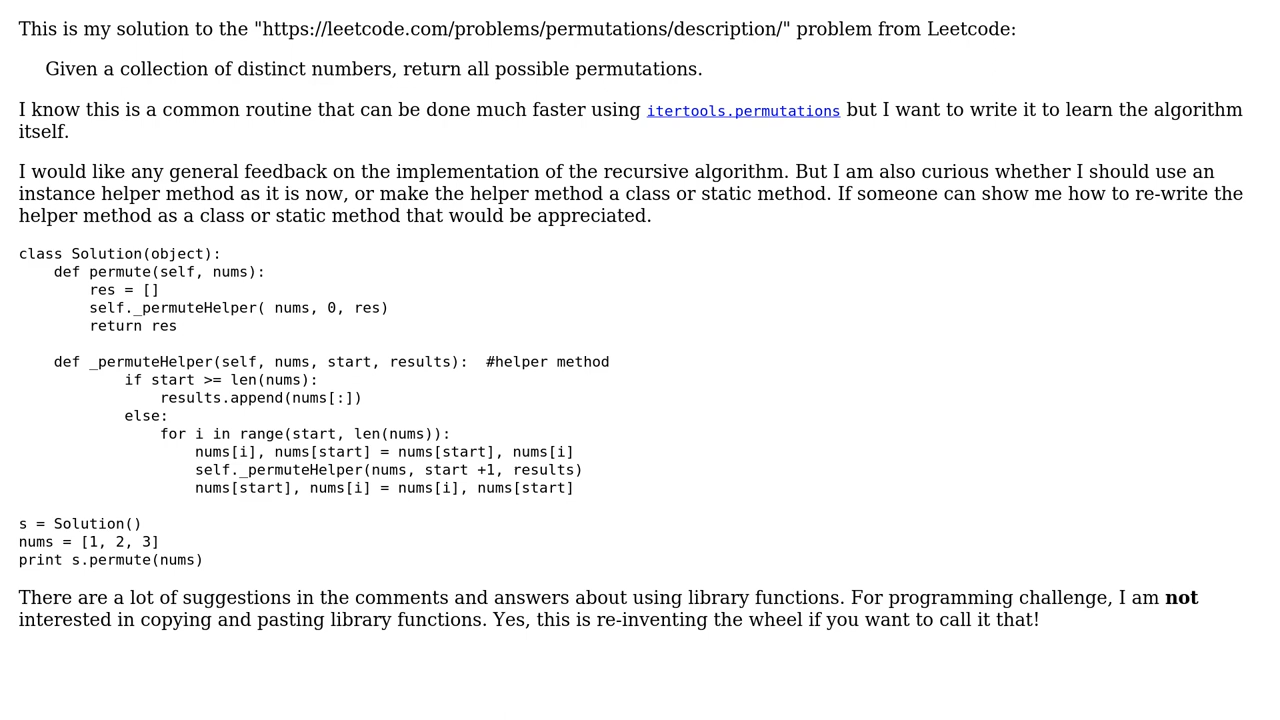 This is my solution to the "https://leetcode.com/problems/permutations/description/" problem from Leetcode:
Given a collection of distinct numbers, return all possible permutations.
I know this is a common routine that can be done much faster using itertools.permutations but I want to write it to learn the algorithm
itself.
I would like any general feedback on the implementation of the recursive algorithm. But I am also curious whether I should use an
instance helper method as it is now, or make the helper method a class or static method. If someone can show me how to re-write the
helper method as a class or static method that would be appreciated.
class Solution(object):
    def permute(self, nums):
        res = []
        self._permuteHelper( nums, 0, res)
        return res
    def _permuteHelper(self, nums, start, results):  #helper method
            if start >= len(nums):
                results.append(nums[:])
            else:
                for i in range(start, len(nums)):
                    nums[i], nums[start] = nums[start], nums[i]
                    self._permuteHelper(nums, start +1, results)
                    nums[start], nums[i] = nums[i], nums[start]
s = Solution()
nums = [1, 2, 3]
print s.permute(nums)
There are a lot of suggestions in the comments and answers about using library functions. For programming challenge, I am not
interested in copying and pasting library functions. Yes, this is re-inventing the wheel if you want to call it that!